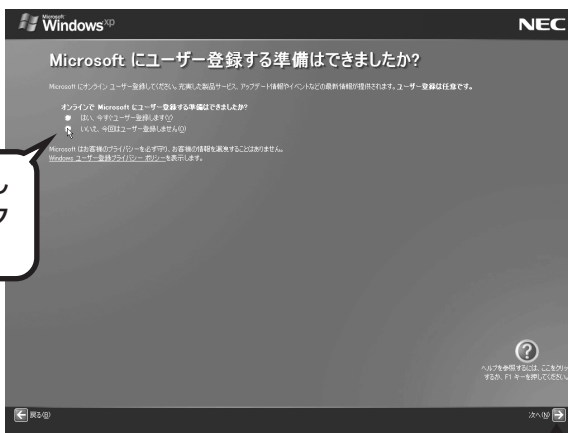 Microsoft
Windows xp
NEC
Microsoft にユーザー登録する準備はできましたか?
Microsoft にオンライン ユーザー登録してください。充実した製品サービス、アップデート情報やイベントなどの最新情報が提供されます。ユーザー登録は任意です。
オンラインで Microsoft にユーザー登録する準備はできましたか?
はい、今すぐユーザー登録します(Y)
いいえ、今回はユーザー登録しません(O)
Microsoft はお客様のプライバシーを必ず守り、お客様の情報を漏洩することはありません。
Windows ユーザー登録プライバシー ポリシーを表示します。
ヘルプを参照するには、ここをクリッ
するか、F1 キーを押してください。
戻る(B)
次へ(N)